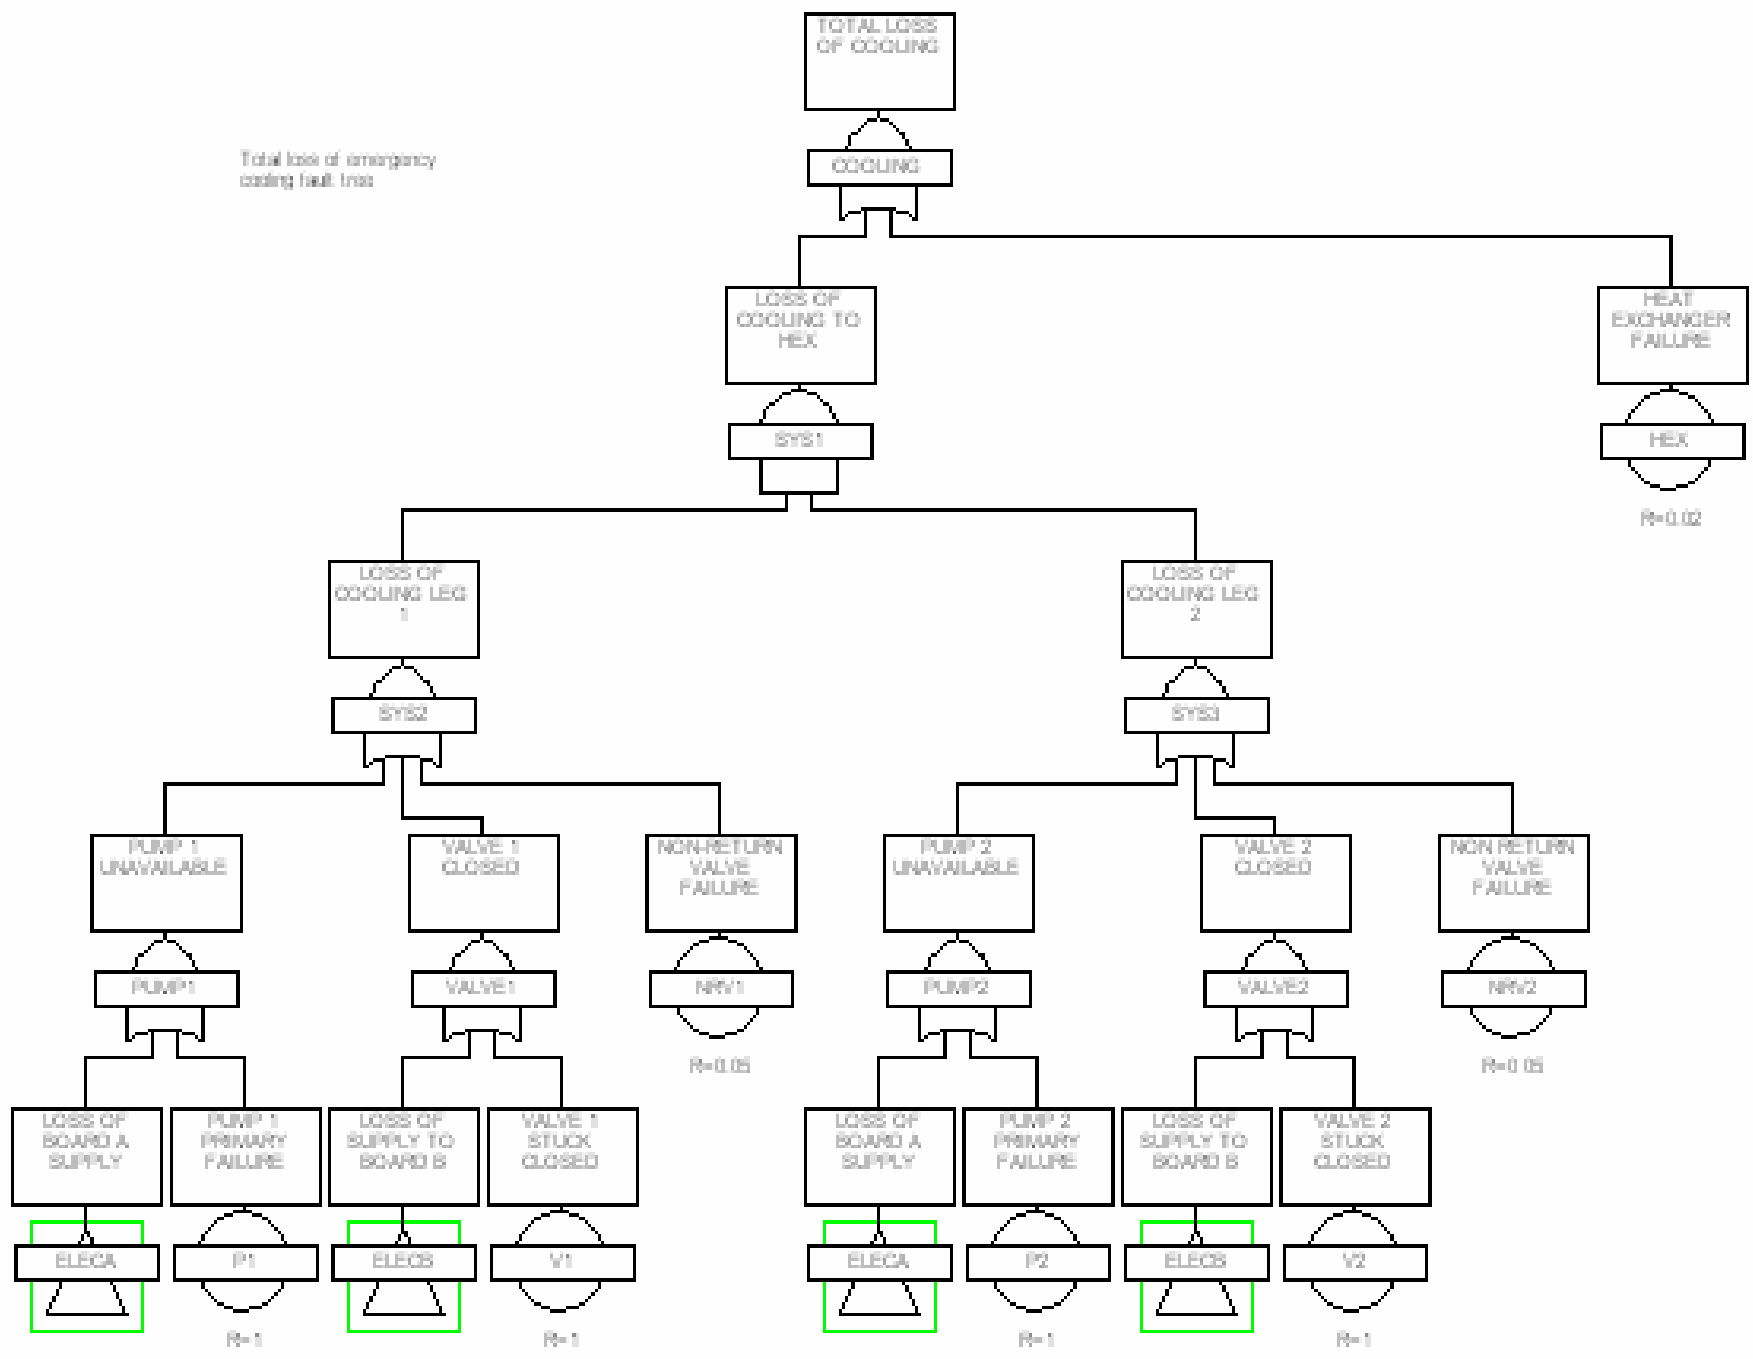 TOTAL LOSS
OF COOLING
Total loss of emergency
cooling fault tree
COOLING
LOSS OF
COOLING TO
HEX
HEAT
EXCHANGER
FAILURE
SYS1
HEX
R=0.02
LOSS OF
COOLING LEG
1
LOSS OF
COOLING LEG
2
SYS2
SYS3
PUMP 1
UNAVAILABLE
VALVE 1
CLOSED
NON-RETURN
VALVE
FAILURE
PUMP 2
UNAVAILABLE
VALVE 2
CLOSED
NON RETURN
VALVE
FAILURE
PUMP1
VALVE1
NRV1
PUMP2
VALVE2
NRV2
R=0.05
R=0.05
LOSS OF
BOARD A
SUPPLY
PUMP 1
PRIMARY
FAILURE
LOSS OF
SUPPLY TO
BOARD B
VALVE 1
STUCK
CLOSED
LOSS OF
BOARD A
SUPPLY
PUMP 2
PRIMARY
FAILURE
LOSS OF
SUPPLY TO
BOARD B
VALVE 2
STUCK
CLOSED
ELECA
P1
ELECB
V1
ELECA
P2
ELECB
V2
R=1
R=1
R=1
R=1